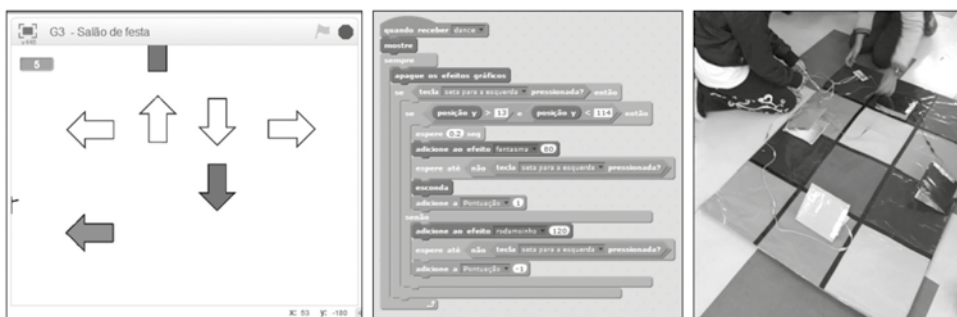 G3 - Salão de festa
v446
5
X: 53 y: -180
quando receber dance
mostre
sempre
apague os efeitos gráficos
se tecla seta para a esquerda pressionada? então
se posição y > 13 e posição y < 114 então
espere 0.2 seg
adicione ao efeito fantasma 80
espere até não tecla seta para a esquerda pressionada?
esconda
adicione a Pontuação 1
senão
adicione ao efeito rodamoinho 120
espere até não tecla seta para a esquerda pressionada?
adicione a Pontuação -1